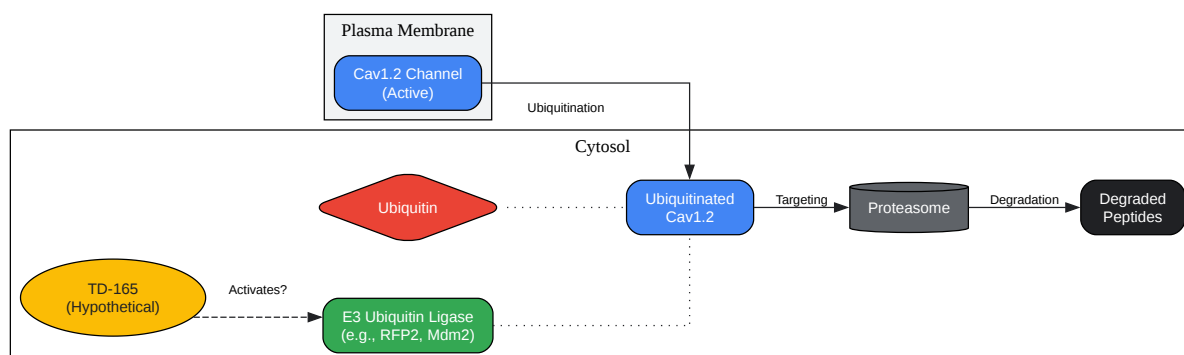 Plasma Membrane
Cav1.2 Channel
(Active)
Ubiquitination
Cytosol
Ubiquitin
Ubiquitinated
Cav1.2
Targeting
Proteasome
Degradation
Degraded
Peptides
TD-165
(Hypothetical)
Activates?
E3 Ubiquitin Ligase
(e.g., RFP2, Mdm2)